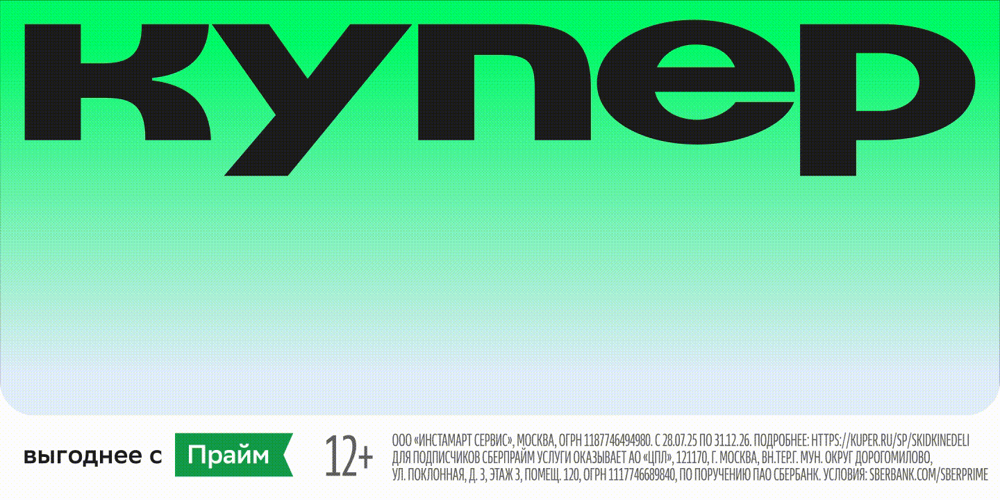 купер
выгоднее с Прайм
12+
ООО «ИНСТАМАРТ СЕРВИС», МОСКВА, ОГРН 1187746494980. С 28.07.25 ПО 31.12.26. ПОДРОБНЕЕ: HTTPS://KUPER.RU/SP/SKIDKINEDELI
ДЛЯ ПОДПИСЧИКОВ СБЕРПРАЙМ УСЛУГИ ОКАЗЫВАЕТ АО «ЦПЛ», 121170, Г. МОСКВА, ВН.ТЕР.Г. МУН. ОКРУГ ДОРОГОМИЛОВО,
УЛ. ПОКЛОННАЯ, Д. 3, ЭТАЖ 3, ПОМЕЩ. 120, ОГРН 1117746689840, ПО ПОРУЧЕНИЮ ПАО СБЕРБАНК. УСЛОВИЯ: SBERBANK.COM/SBERPRIME